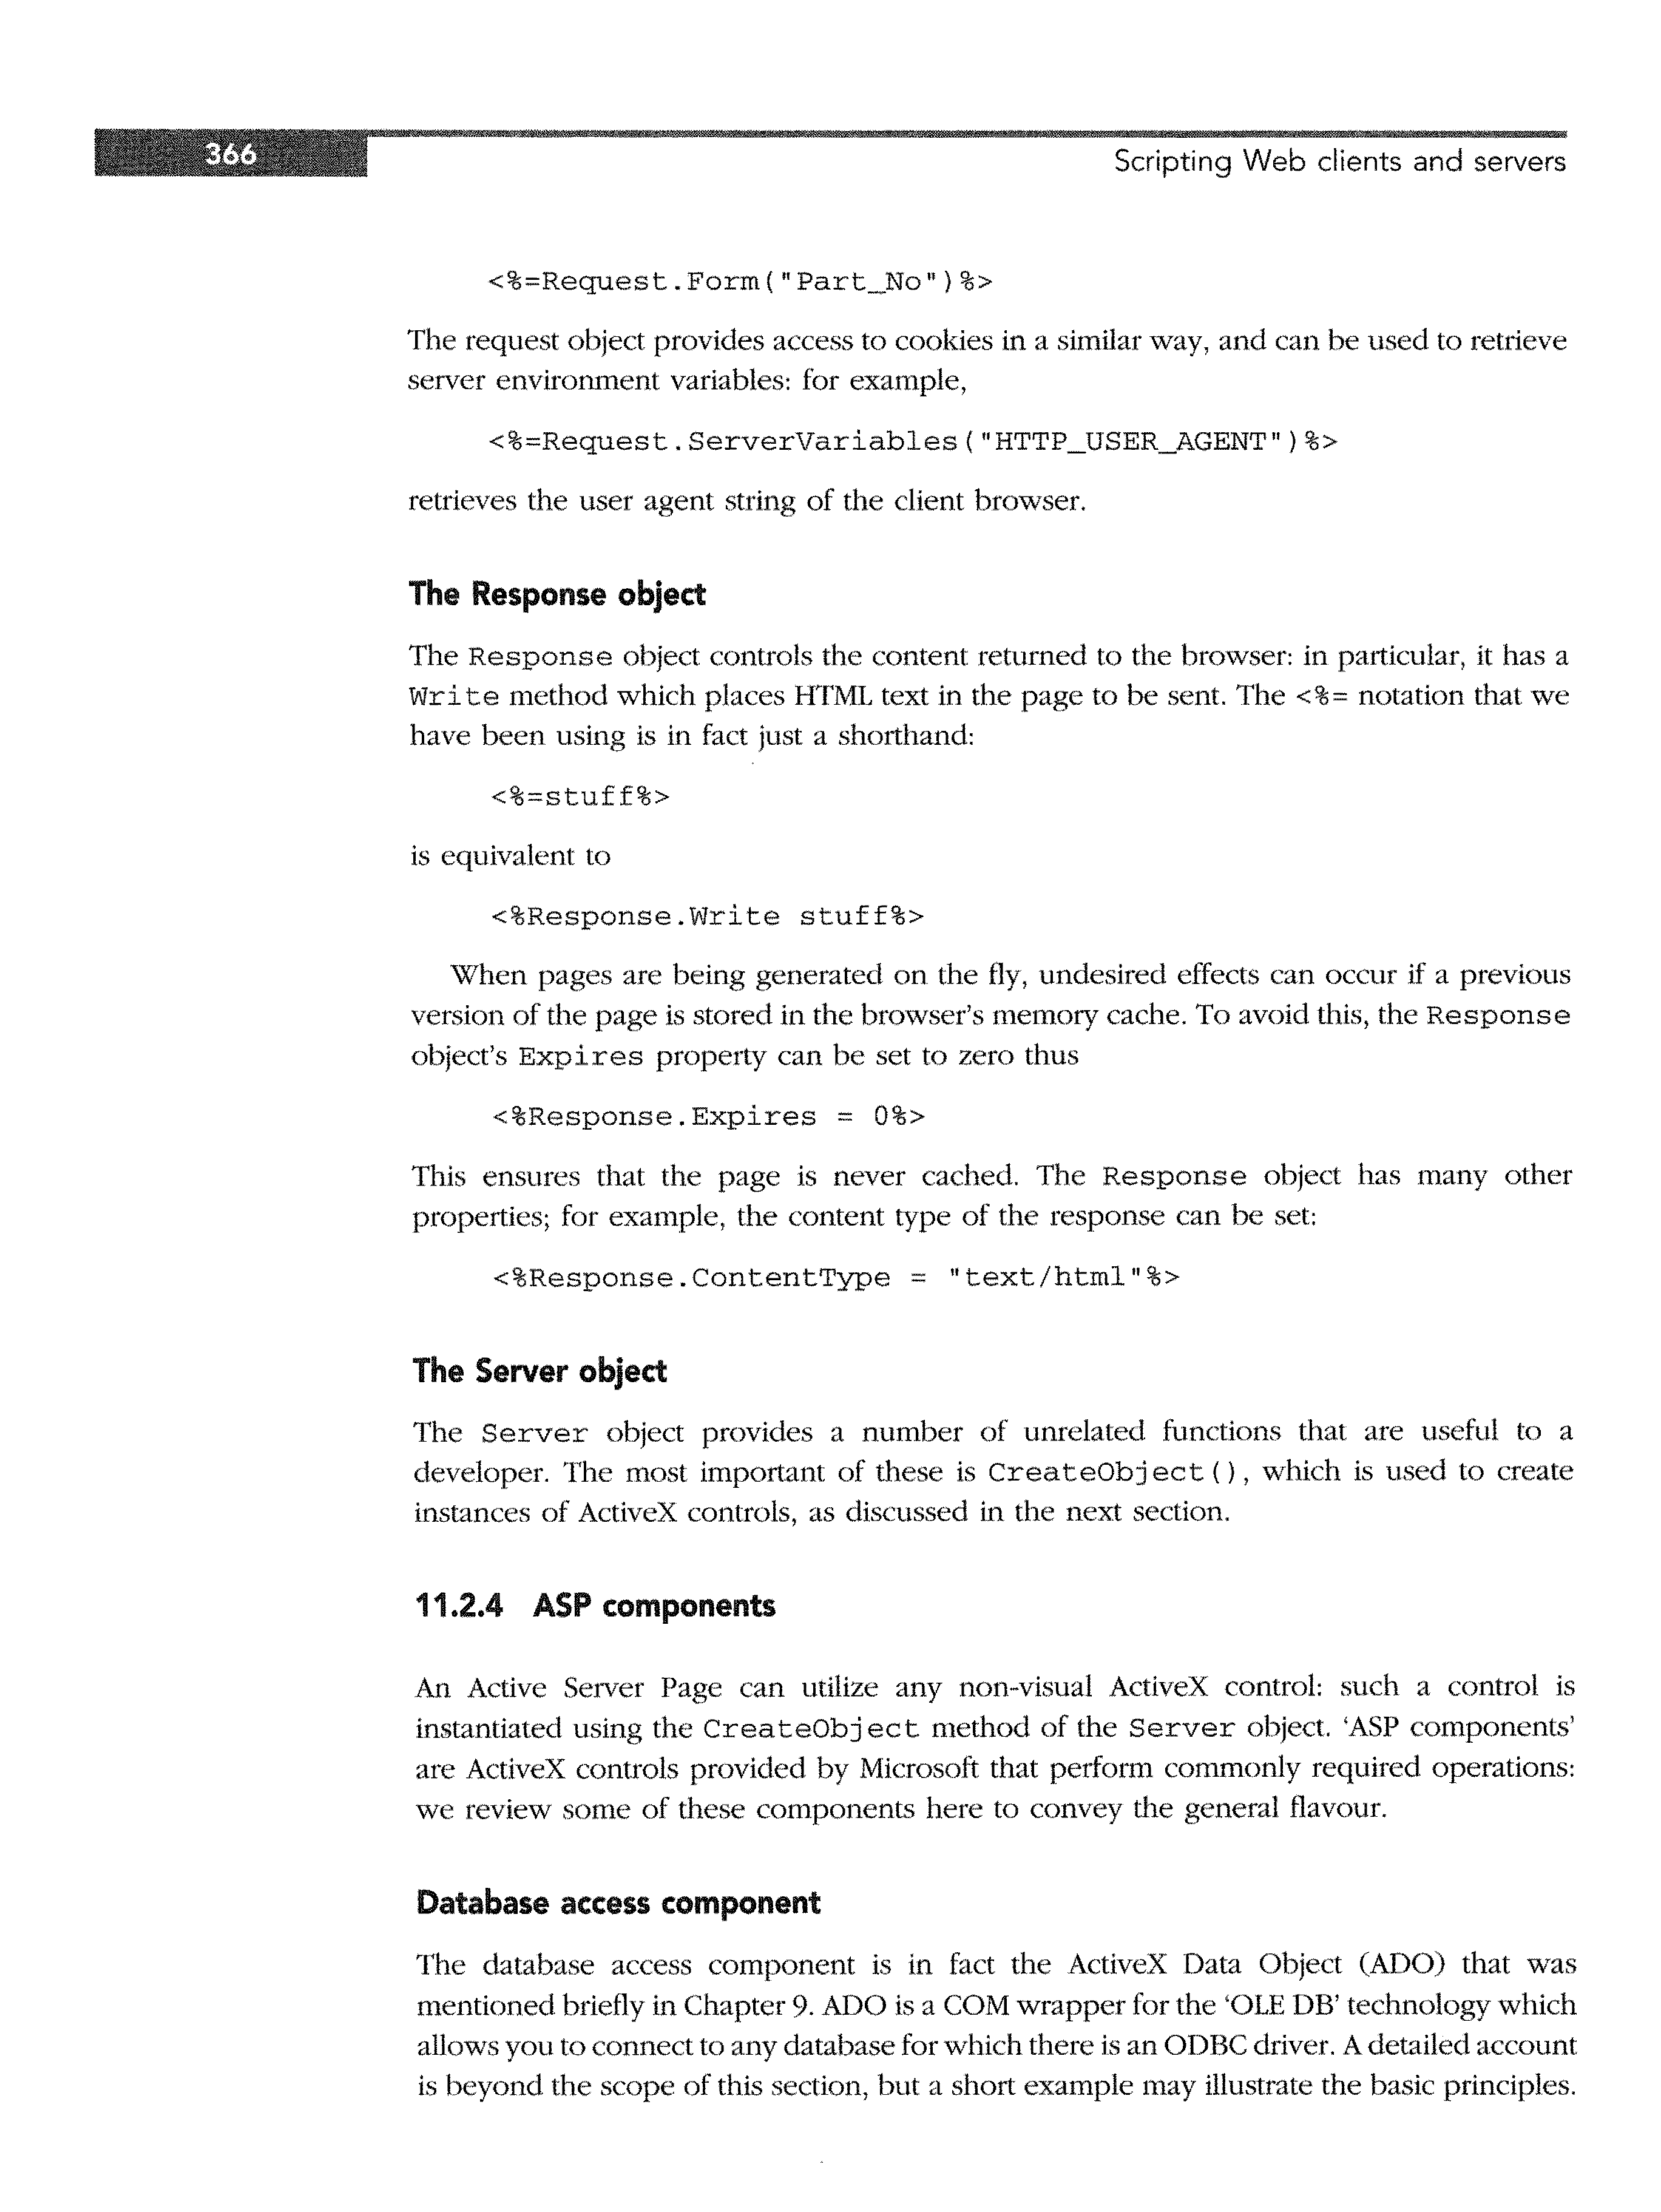 366
Scripting Web clients and servers
<%=Request.Form("Part_No")%>
The request object provides access to cookies in a similar way, and can be used to retrieve
server environment variables: for example,
<%=Request.ServerVariables("HTTP_USER_AGENT")%>
retrieves the user agent string of the client browser.
The Response object
The Response object controls the content returned to the browser: in particular, it has a
Write method which places HTML text in the page to be sent. The <%= notation that we
have been using is in fact just a shorthand:
<%=stuff%>
is equivalent to
<%Response.Write stuff%>
When pages are being generated on the fly, undesired effects can occur if a previous
version of the page is stored in the browser's memory cache. To avoid this, the Response
object's Expires property can be set to zero thus
<%Response.Expires = 0%>
This ensures that the page is never cached. The Response object has many other
properties; for example, the content type of the response can be set:
<%Response.ContentType = "text/html"%>
The Server object
The Server object provides a number of unrelated functions that are useful to a
developer. The most important of these is CreateObject(), which is used to create
instances of ActiveX controls, as discussed in the next section.
11.2.4 ASP components
An Active Server Page can utilize any non-visual ActiveX control: such a control is
instantiated using the CreateObject method of the Server object. 'ASP components'
are ActiveX controls provided by Microsoft that perform commonly required operations:
we review some of these components here to convey the general flavour.
Database access component
The database access component is in fact the ActiveX Data Object (ADO) that was
mentioned briefly in Chapter 9. ADO is a COM wrapper for the 'OLE DB' technology which
allows you to connect to any database for which there is an ODBC driver. A detailed account
is beyond the scope of this section, but a short example may illustrate the basic principles.